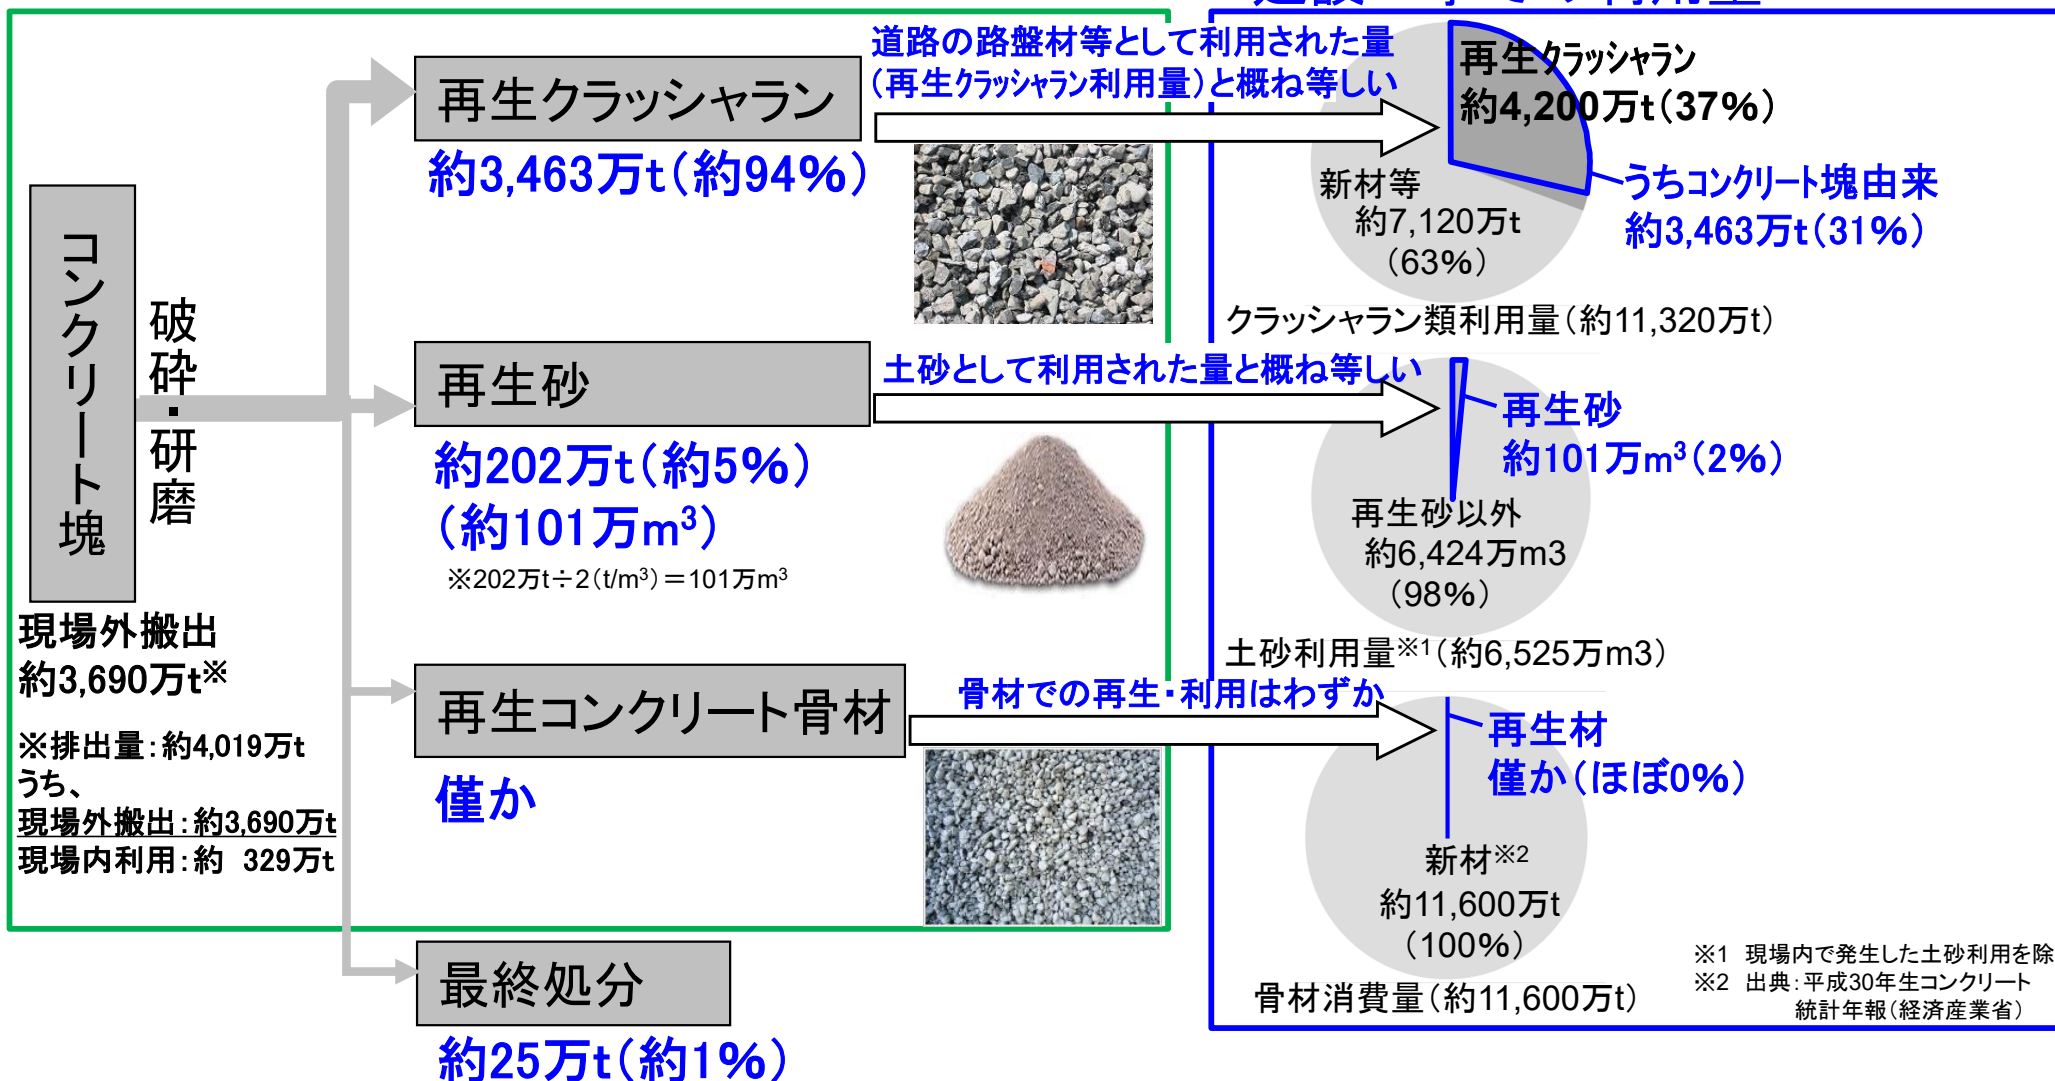 コンクリート塊
破砕・研磨
現場外搬出
約3,690万t※
※排出量：約4,019万t
うち、
現場外搬出：約3,690万t
現場内利用：約 329万t
再生クラッシャラン
約3,463万t（約94%）
再生砂
約202万t（約5%）
（約101万m³）
※202万t÷2（t/m³）＝101万m³
再生コンクリート骨材
僅か
最終処分
約25万t（約1%）
道路の路盤材等として利用された量
（再生クラッシャラン利用量）と概ね等しい
土砂として利用された量と概ね等しい
骨材での再生・利用はわずか
再生クラッシャラン
約4,200万t（37%）
うちコンクリート塊由来
約3,463万t（31%）
新材等
約7,120万t
（63%）
クラッシャラン類利用量（約11,320万t）
再生砂
約101万m³（2%）
再生砂以外
約6,424万m3
（98%）
土砂利用量※1（約6,525万m3）
再生材
僅か（ほぼ0%）
新材※2
約11,600万t
（100%）
骨材消費量（約11,600万t）
※1 現場内で発生した土砂利用を除
※2 出典：平成30年生コンクリート
統計年報（経済産業省）